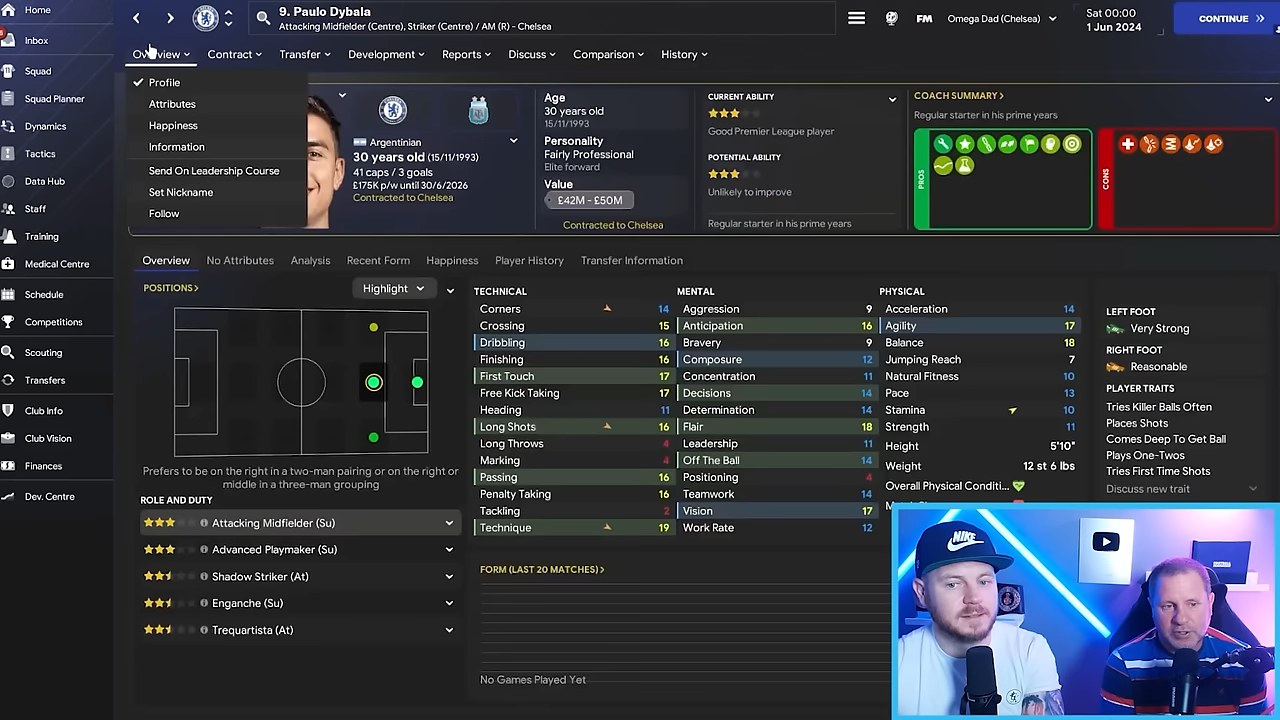 Home
Inbox
Squad
Squad Planner
Dynamics
Tactics
Data Hub
Staff
Training
Medical Centre
Schedule
Competitions
Scouting
Transfers
Club Info
Club Vision
Finances
Dev. Centre
9. Paulo Dybala
Attacking Midfielder (Centre), Striker (Centre) / AM (R) - Chelsea
FM
Omega Dad (Chelsea)
Sat 00:00
1 Jun 2024
CONTINUE
Overview
Contract
Transfer
Development
Reports
Discuss
Comparison
History
Profile
Attributes
Happiness
Information
Send On Leadership Course
Set Nickname
Follow
Argentinian
30 years old (15/11/1993)
41 caps / 3 goals
£175K p/w until 30/6/2026
Contracted to Chelsea
Age
30 years old
15/11/1993
Personality
Fairly Professional
Elite forward
Value
£42M - £50M
Contracted to Chelsea
CURRENT ABILITY
Good Premier League player
POTENTIAL ABILITY
Unlikely to improve
Regular starter in his prime years
COACH SUMMARY >
Regular starter in his prime years
PROS
CONS
Overview
No Attributes
Analysis
Recent Form
Happiness
Player History
Transfer Information
POSITIONS >
Highlight
Prefers to be on the right in a two-man pairing or on the right or
middle in a three-man grouping
ROLE AND DUTY
Attacking Midfielder (Su)
Advanced Playmaker (Su)
Shadow Striker (At)
Enganche (Su)
Trequartista (At)
TECHNICAL
Corners 14
Crossing 15
Dribbling 16
Finishing 16
First Touch 17
Free Kick Taking 17
Heading 11
Long Shots 16
Long Throws 4
Marking 4
Passing 16
Penalty Taking 16
Tackling 2
Technique 19
MENTAL
Aggression 9
Anticipation 16
Bravery 9
Composure 12
Concentration 11
Decisions 14
Determination 14
Flair 18
Leadership 11
Off The Ball 14
Positioning 4
Teamwork 14
Vision 17
Work Rate 12
PHYSICAL
Acceleration 14
Agility 17
Balance 18
Jumping Reach 7
Natural Fitness 10
Pace 13
Stamina 10
Strength 11
Height 5'10"
Weight 12 st 6 lbs
Overall Physical Conditi...
LEFT FOOT
Very Strong
RIGHT FOOT
Reasonable
PLAYER TRAITS
Tries Killer Balls Often
Places Shots
Comes Deep To Get Ball
Plays One-Twos
Tries First Time Shots
Discuss new trait
FORM (LAST 20 MATCHES) >
No Games Played Yet